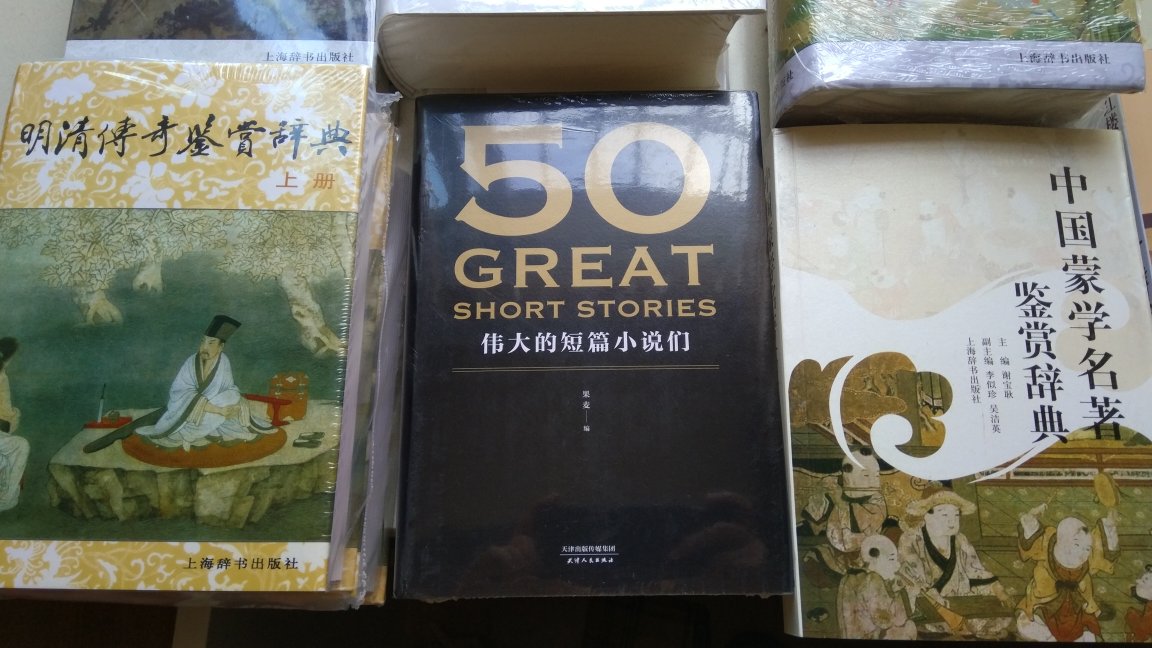 上海辞书出版社
上海辞书出版社
明清傳奇鉴赏辞典
上册
上海辞书出版社
50
GREAT
SHORT STORIES
伟大的短篇小说们
果麦
编
天津出版传媒集团
天津人民出版社
中国蒙学名著
鉴赏辞典
主编 谢宝耿
副主编 李似珍 吴洁英
上海辞书出版社